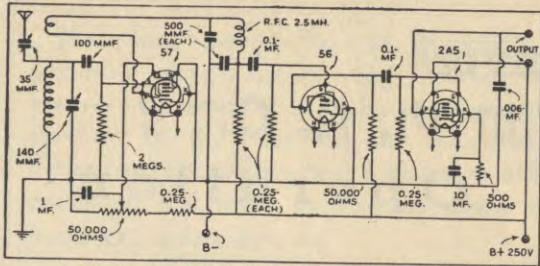 500
MMF
(EACH)
57
R.F.C. 2.5 MH.
0.1-
MF.
56
0.1-
MF.
2A5
OUTPUT
100 MMF
35
MMF.
140
MMF.
2
MEGS.
.006-
MF.
1
MF.
50,000
OHMS
0.25-
MEG.
0.25-
MEG.
(EACH)
50,000
OHMS
0.25-
MEG.
10
MF.
500
OHMS
B-
B+ 250V